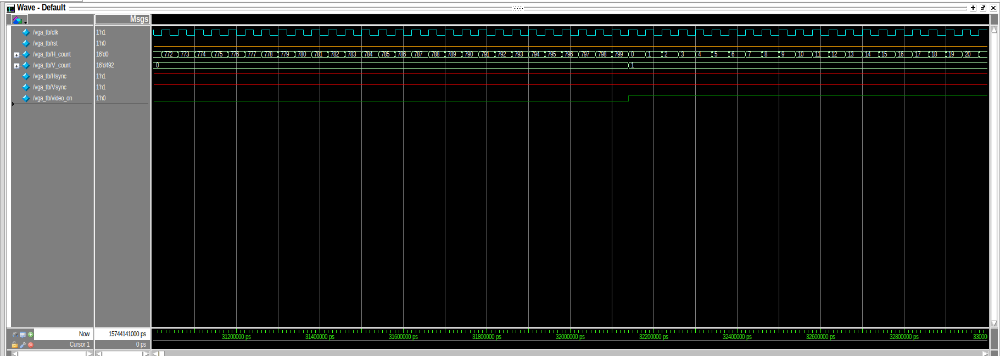 Wave - Default
Msgs
/vga_tb/clk 1'h1
/vga_tb/rst 1'h0
/vga_tb/H_count 16'd0 772 773 774 775 776 777 778 779 780 781 782 783 784 785 786 787 788 789 790 791 792 793 794 795 796 797 798 799 0 1 2 3 4 5 6 7 8 9 10 11 12 13 14 15 16 17 18 19 20
/vga_tb/V_count 16'd492 0 1
/vga_tb/Hsync 1'h1
/vga_tb/Vsync 1'h1
/vga_tb/video_on 1'h0
Now 15744141000 ps 31200000 ps 31400000 ps 31600000 ps 31800000 ps 32000000 ps 32200000 ps 32400000 ps 32600000 ps 32800000 ps 33000
Cursor 1 0 ps